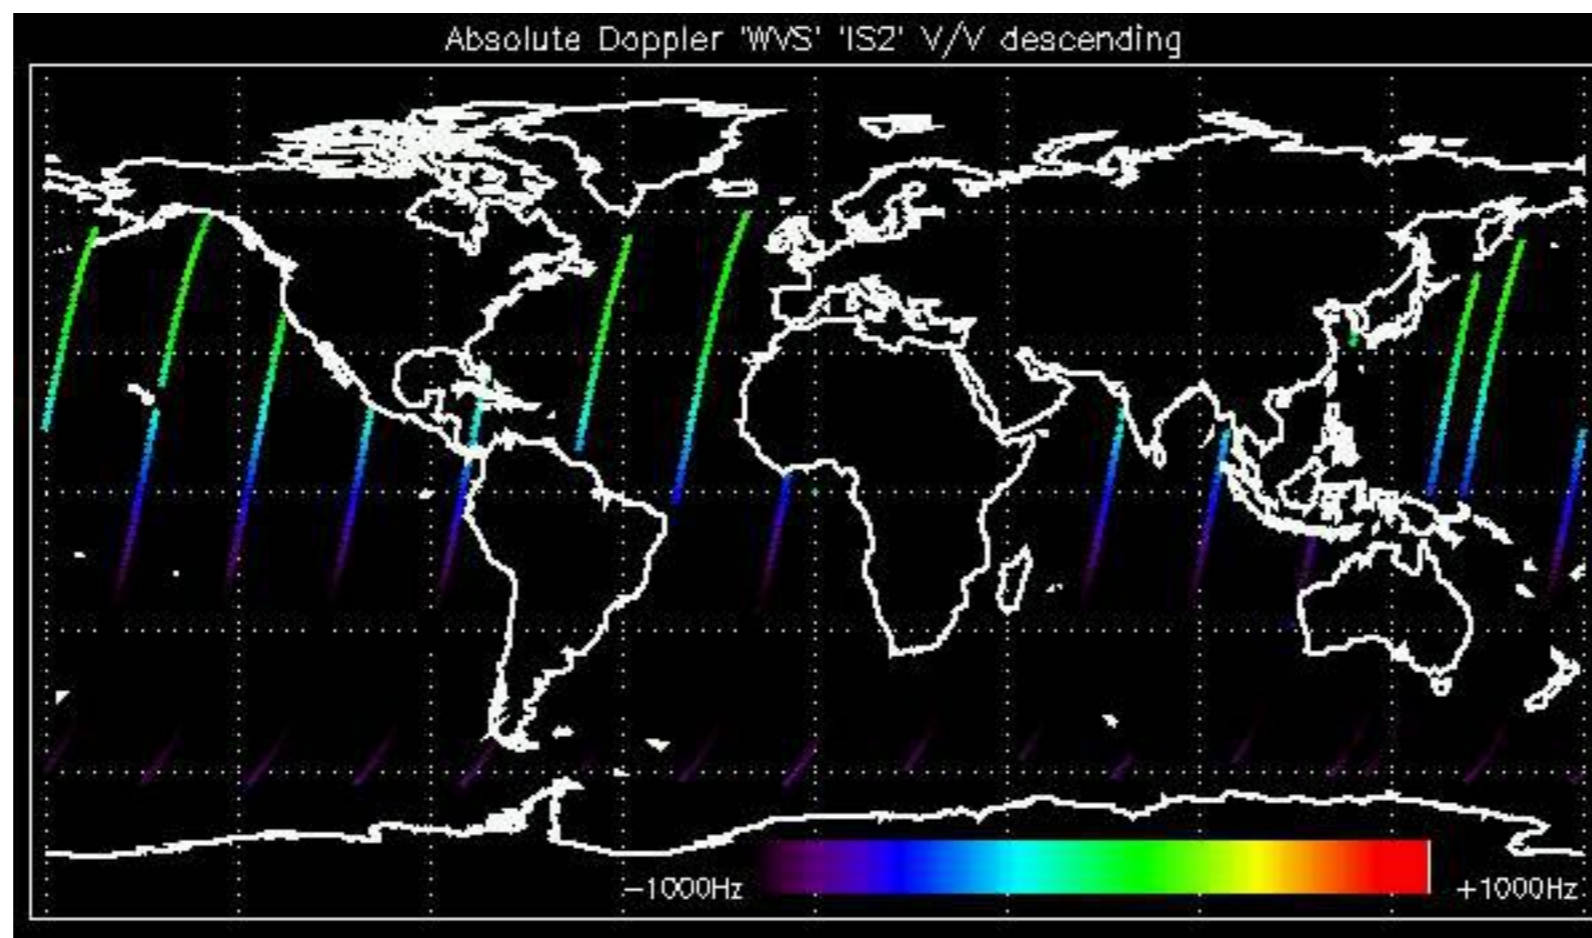 Absolute Doppler 'WVS' 'IS2' V/V descending
−1000Hz +1000Hz